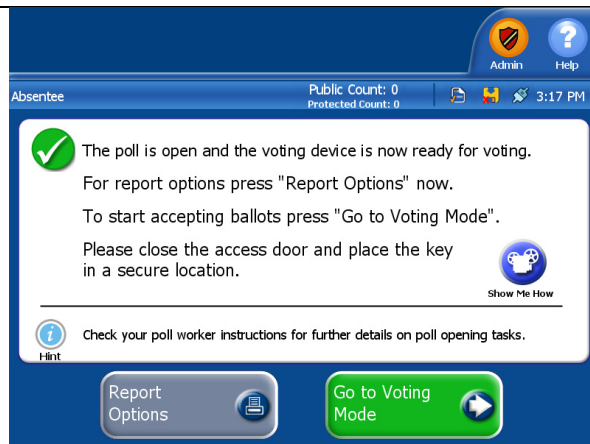 Admin
Help
Absentee
Public Count: 0
Protected Count: 0
3:17 PM
The poll is open and the voting device is now ready for voting.
For report options press "Report Options" now.
To start accepting ballots press "Go to Voting Mode".
Please close the access door and place the key
in a secure location.
Show Me How
Hint
Check your poll worker instructions for further details on poll opening tasks.
Report
Options
Go to Voting
Mode